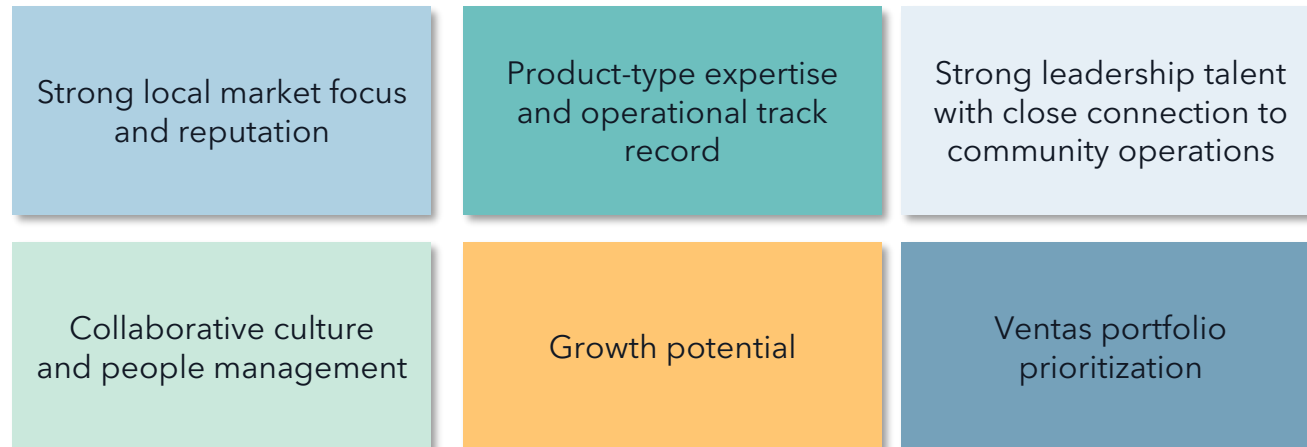 Strong local market focus
and reputation
Product-type expertise
and operational track
record
Strong leadership talent
with close connection to
community operations
Collaborative culture
and people management
Growth potential
Ventas portfolio
prioritization